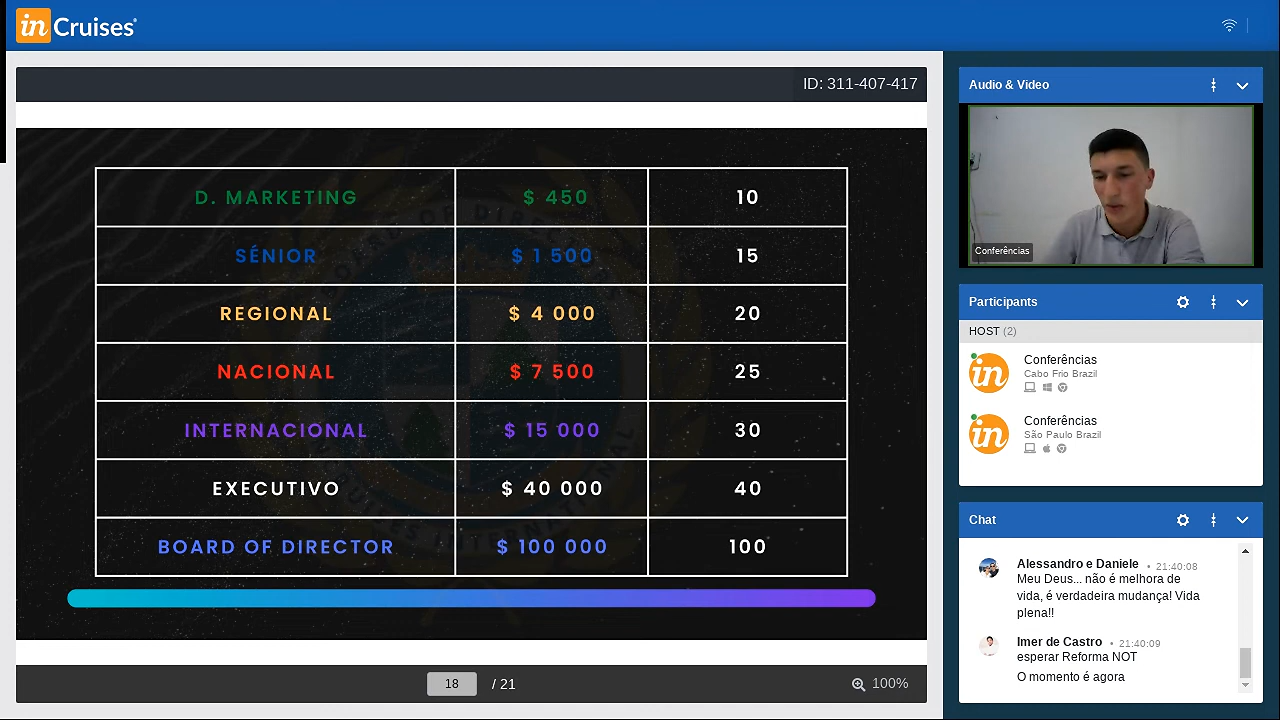 in Cruises®
ID: 311-407-417
D. MARKETING $ 450 10
SÉNIOR $ 1 500 15
REGIONAL $ 4 000 20
NACIONAL $ 7 500 25
INTERNACIONAL $ 15 000 30
EXECUTIVO $ 40 000 40
BOARD OF DIRECTOR $ 100 000 100
18 / 21
100%
Audio & Video
Conferências
Participants
HOST (2)
in
Conferências
Cabo Frio Brazil
in
Conferências
São Paulo Brazil
Chat
Alessandro e Daniele • 21:40:08
Meu Deus... não é melhora de
vida, é verdadeira mudança! Vida
plena!!
Imer de Castro • 21:40:09
esperar Reforma NOT
O momento é agora